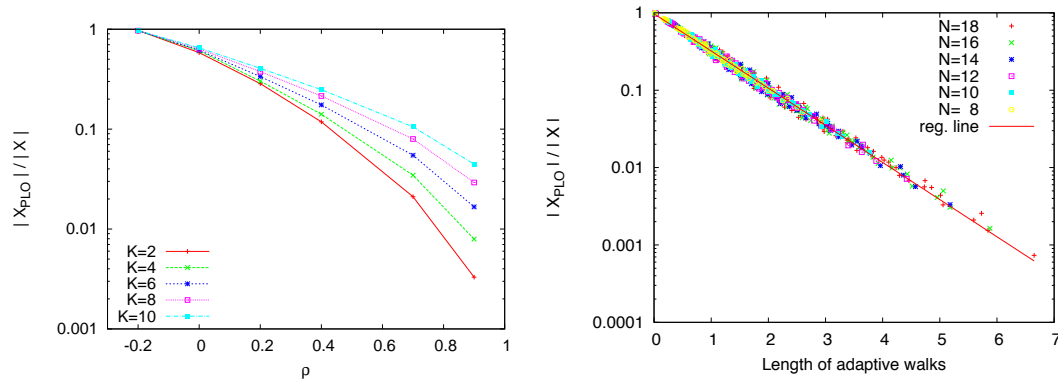 | X_PLO | / | X |
1
0.1
0.01
0.001
-0.2 0 0.2 0.4 0.6 0.8 1
ρ
K=2
K=4
K=6
K=8
K=10
| X_PLO | / | X |
1
0.1
0.01
0.001
0.0001
0 1 2 3 4 5 6 7
Length of adaptive walks
N=18
N=16
N=14
N=12
N=10
N= 8
reg. line